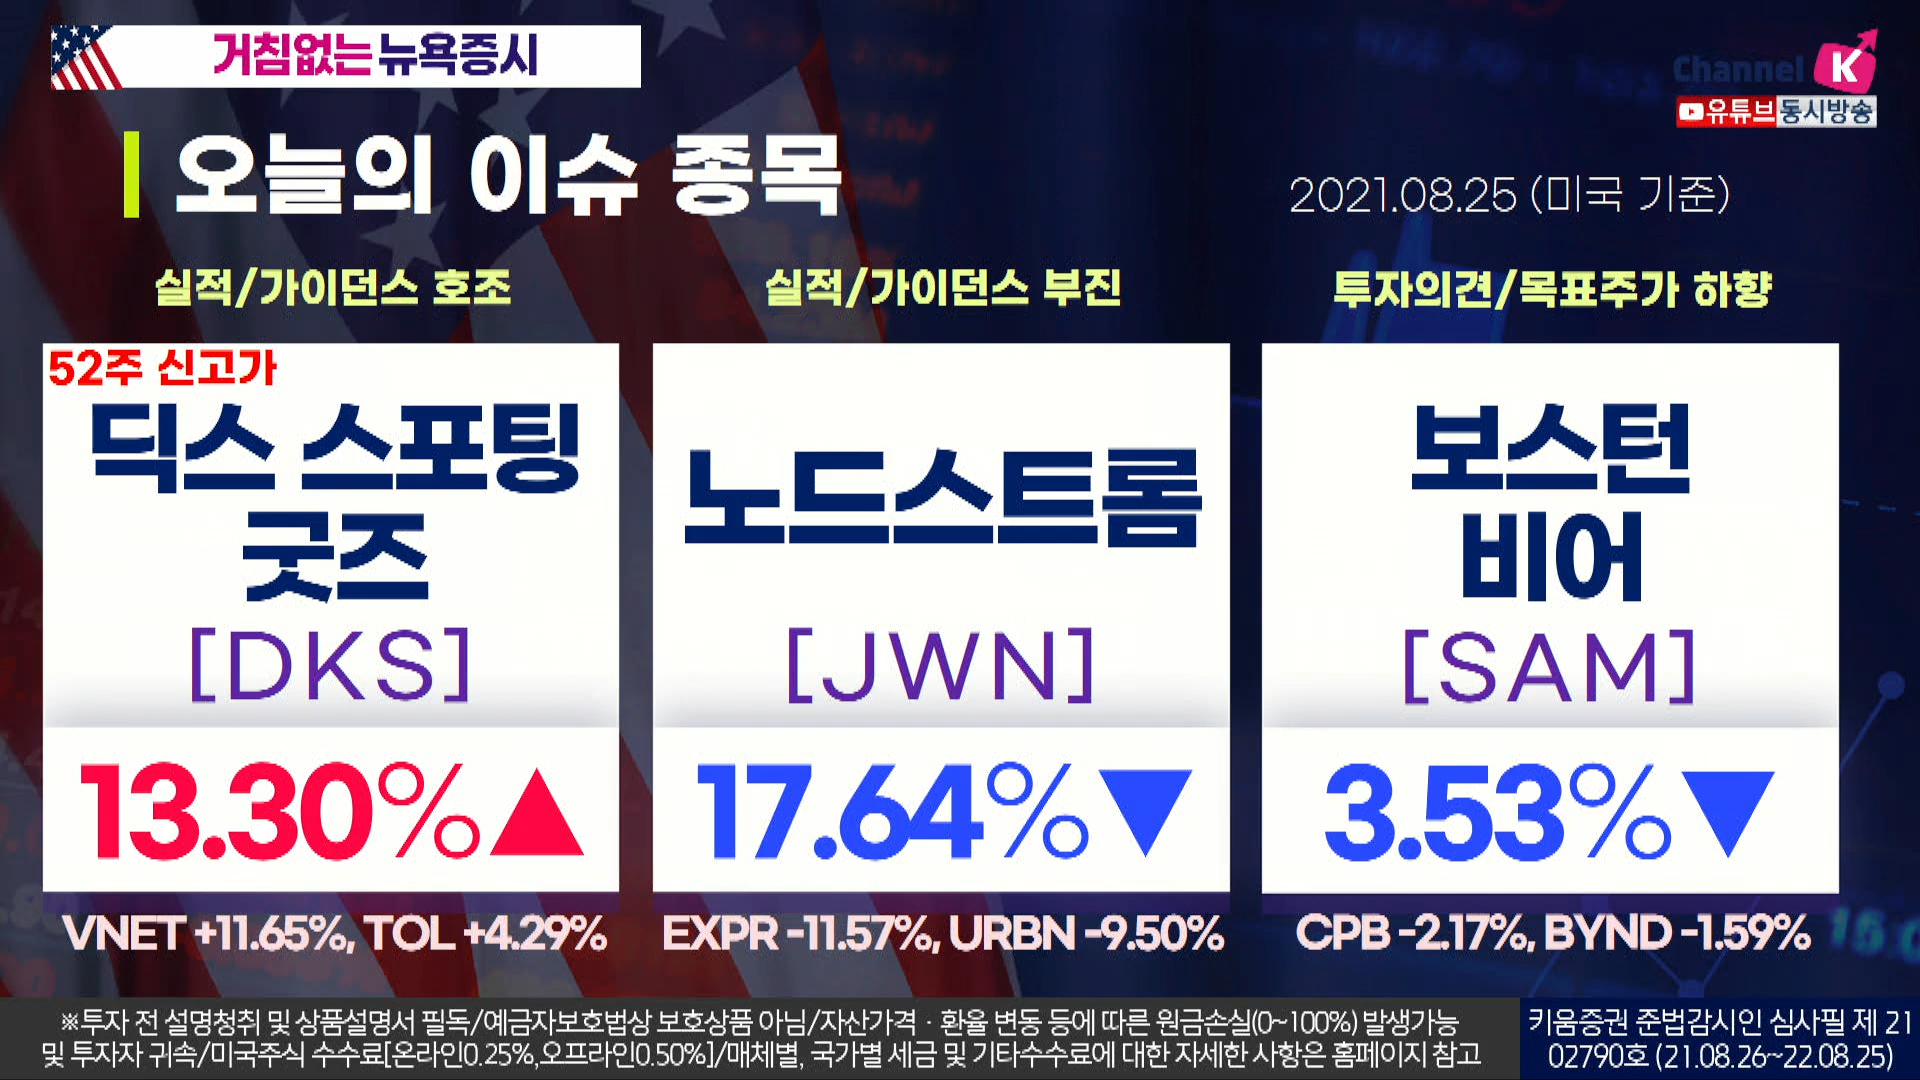 거침없는 뉴욕증시
Channel K
유튜브 동시방송
오늘의 이슈 종목
2021.08.25 (미국 기준)
실적/가이던스 호조
52주 신고가
딕스 스포팅
굿즈
[DKS]
13.30%▲
VNET +11.65%, TOL +4.29%
실적/가이던스 부진
노드스트롬
[JWN]
17.64%▼
EXPR -11.57%, URBN -9.50%
투자의견/목표주가 하향
보스턴
비어
[SAM]
3.53%▼
CPB -2.17%, BYND -1.59%
※투자 전 설명청취 및 상품설명서 필독/예금자보호법상 보호상품 아님/자산가격 · 환율 변동 등에 따른 원금손실(0~100%) 발생가능
및 투자자 귀속/미국주식 수수료[온라인0.25%,오프라인0.50%]/매체별, 국가별 세금 및 기타수수료에 대한 자세한 사항은 홈페이지 참고
키움증권 준법감시인 심사필 제 21
02790호 (21.08.26~22.08.25)